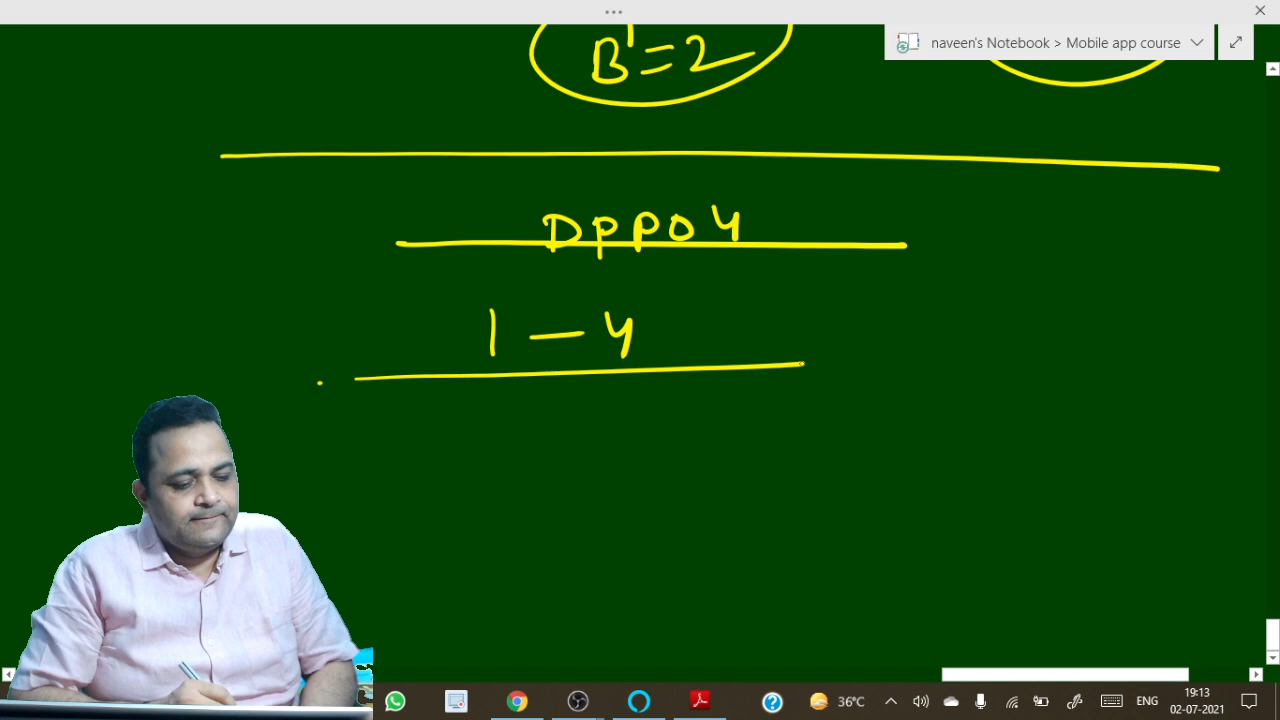 naveen's Notebook > Mobile app course
B'=2
DPP04
1 – 4
36°C
ENG
19:13
02-07-2021